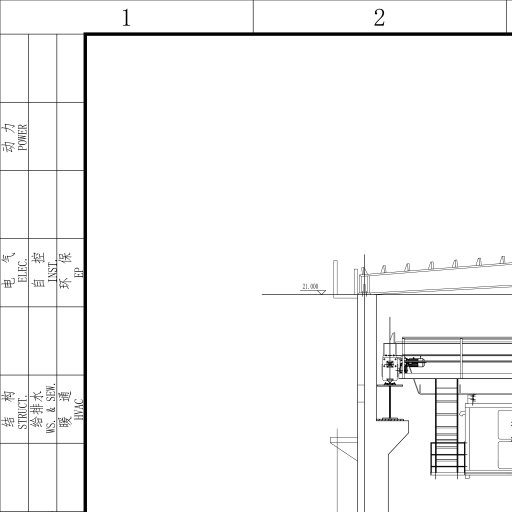 1
2
动 力
POWER
电 气
ELEC.
自 控
INST.
环 保
EP
结 构
STRUCT.
给排水
WS. & SEW.
暖 通
HVAC
21.000